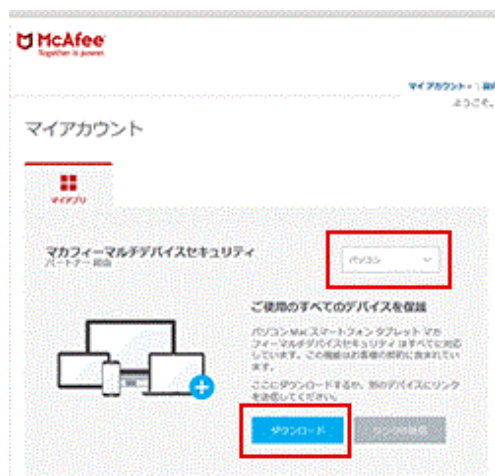 McAfee
Together is power.
マイアカウント
ようこそ、
マイアカウント
マイアプリ
マカフィーマルチデバイスセキュリティ
パートナー 経由
パソコン
ご使用のすべてのデバイスを保護
パソコン Mac スマートフォン タブレット マカ
フィーマルチデバイスセキュリティ はすべてに対応
しています。この機能はお客様の契約に含まれてい
ます。
ここにダウンロードするか、別のデバイスにリンク
を送信してください。
ダウンロード
リンクの送信